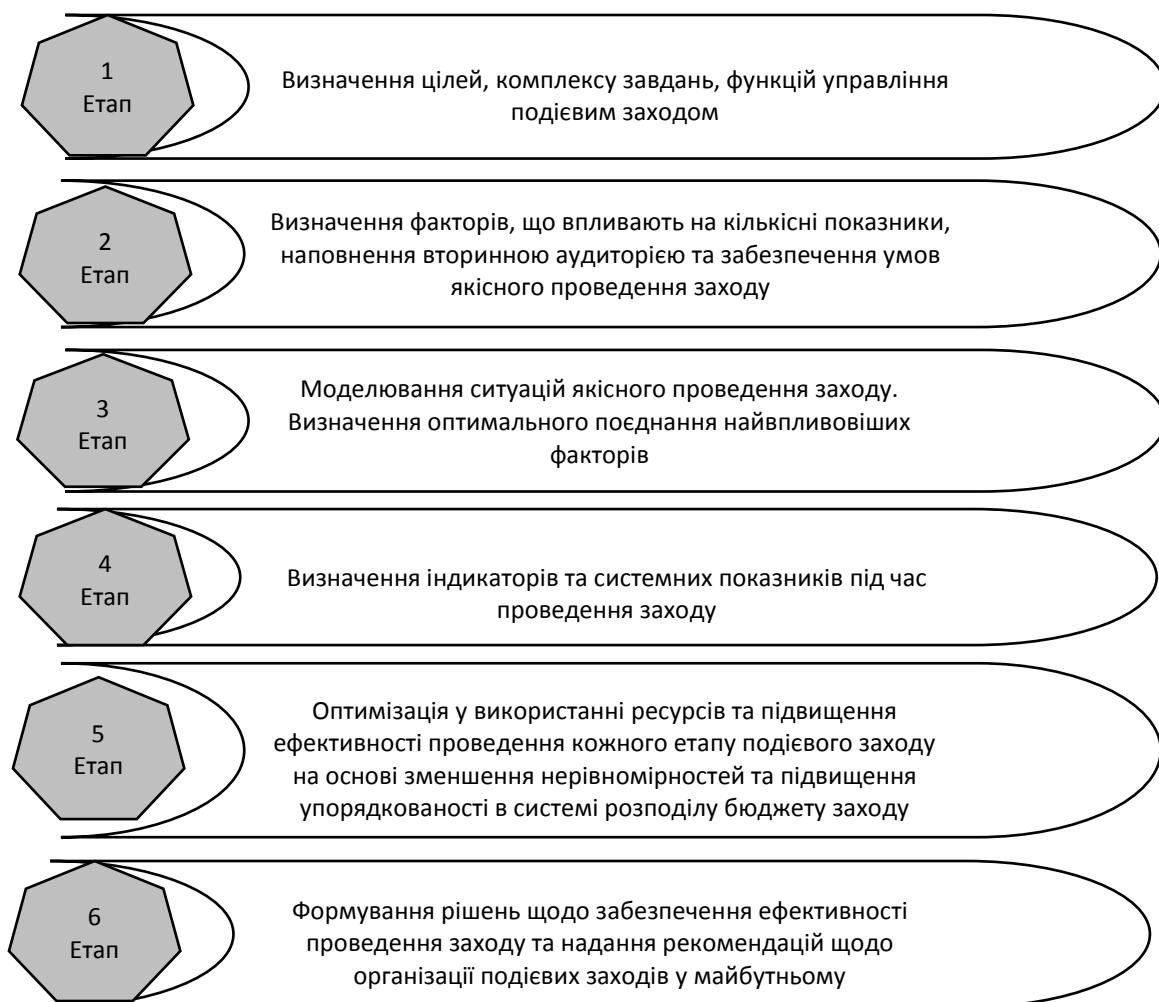 1
Етап
Визначення цілей, комплексу завдань, функцій управління
подієвим заходом
2
Етап
Визначення факторів, що впливають на кількісні показники,
наповнення вторинною аудиторією та забезпечення умов
якісного проведення заходу
3
Етап
Моделювання ситуацій якісного проведення заходу.
Визначення оптимального поєднання найвпливовіших
факторів
4
Етап
Визначення індикаторів та системних показників під час
проведення заходу
5
Етап
Оптимізація у використанні ресурсів та підвищення
ефективності проведення кожного етапу подієвого заходу
на основі зменшення нерівномірностей та підвищення
упорядкованості в системі розподілу бюджету заходу
6
Етап
Формування рішень щодо забезпечення ефективності
проведення заходу та надання рекомендацій щодо
організації подієвих заходів у майбутньому